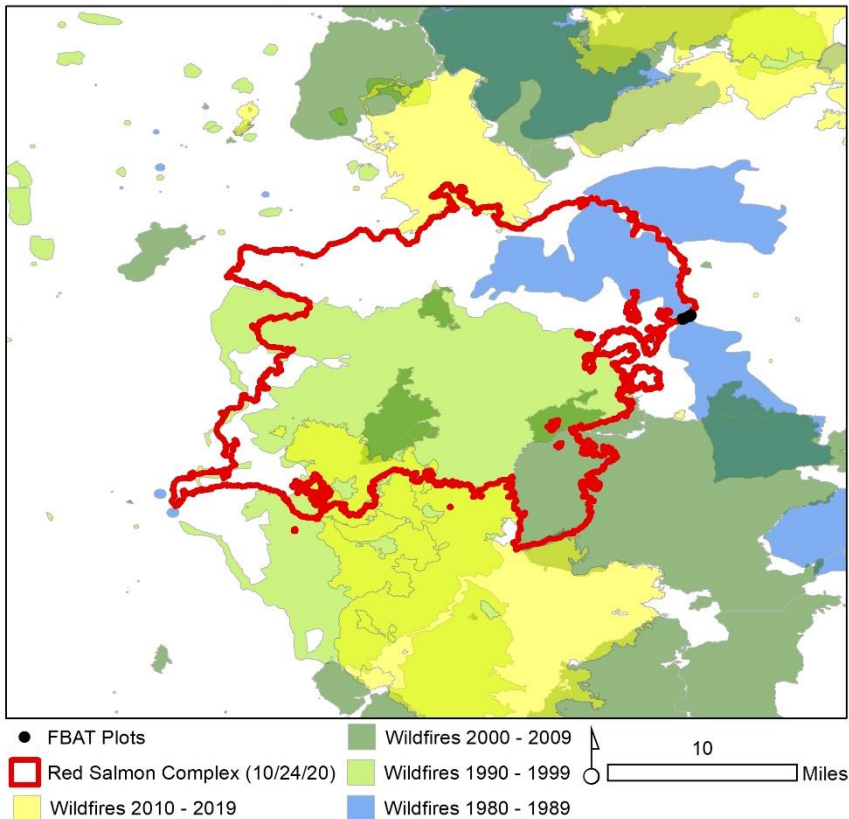 FBAT Plots
Red Salmon Complex (10/24/20)
Wildfires 2010 - 2019
Wildfires 2000 - 2009
Wildfires 1990 - 1999
Wildfires 1980 - 1989
10
Miles